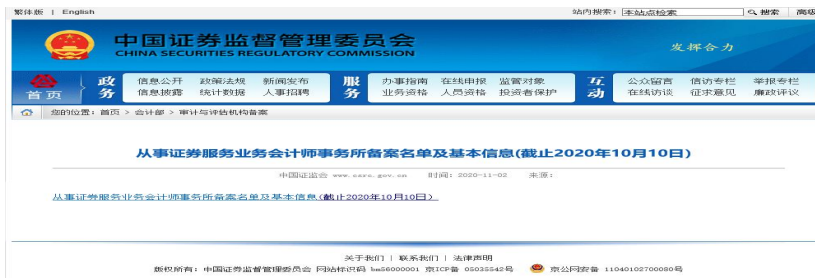 繁体版 | English 站内搜索: 本站点检索 搜索 高级
中国证券监督管理委员会
CHINA SECURITIES REGULATORY COMMISSION
发挥合力
首页 政务 信息公开 政策法规 新闻发布 服务 办事指南 在线申报 监管对象 互动 公众留言 信访专栏 举报专栏
信息披露 统计数据 人事招聘 业务资格 人员资格 投资者保护 在线访谈 征求意见 廉政评议
您的位置: 首页 > 会计部 > 审计与评估机构备案
从事证券服务业务会计师事务所备案名单及基本信息(截止2020年10月10日)
中国证监会 www.csrc.gov.cn 时间: 2020-11-02 来源:
从事证券服务业务会计师事务所备案名单及基本信息(截止2020年10月10日)
关于我们 | 联系我们 | 法律声明
版权所有: 中国证券监督管理委员会 网站标识码 bm56000001 京ICP备 05035542号 京公网安备 11040102700080号